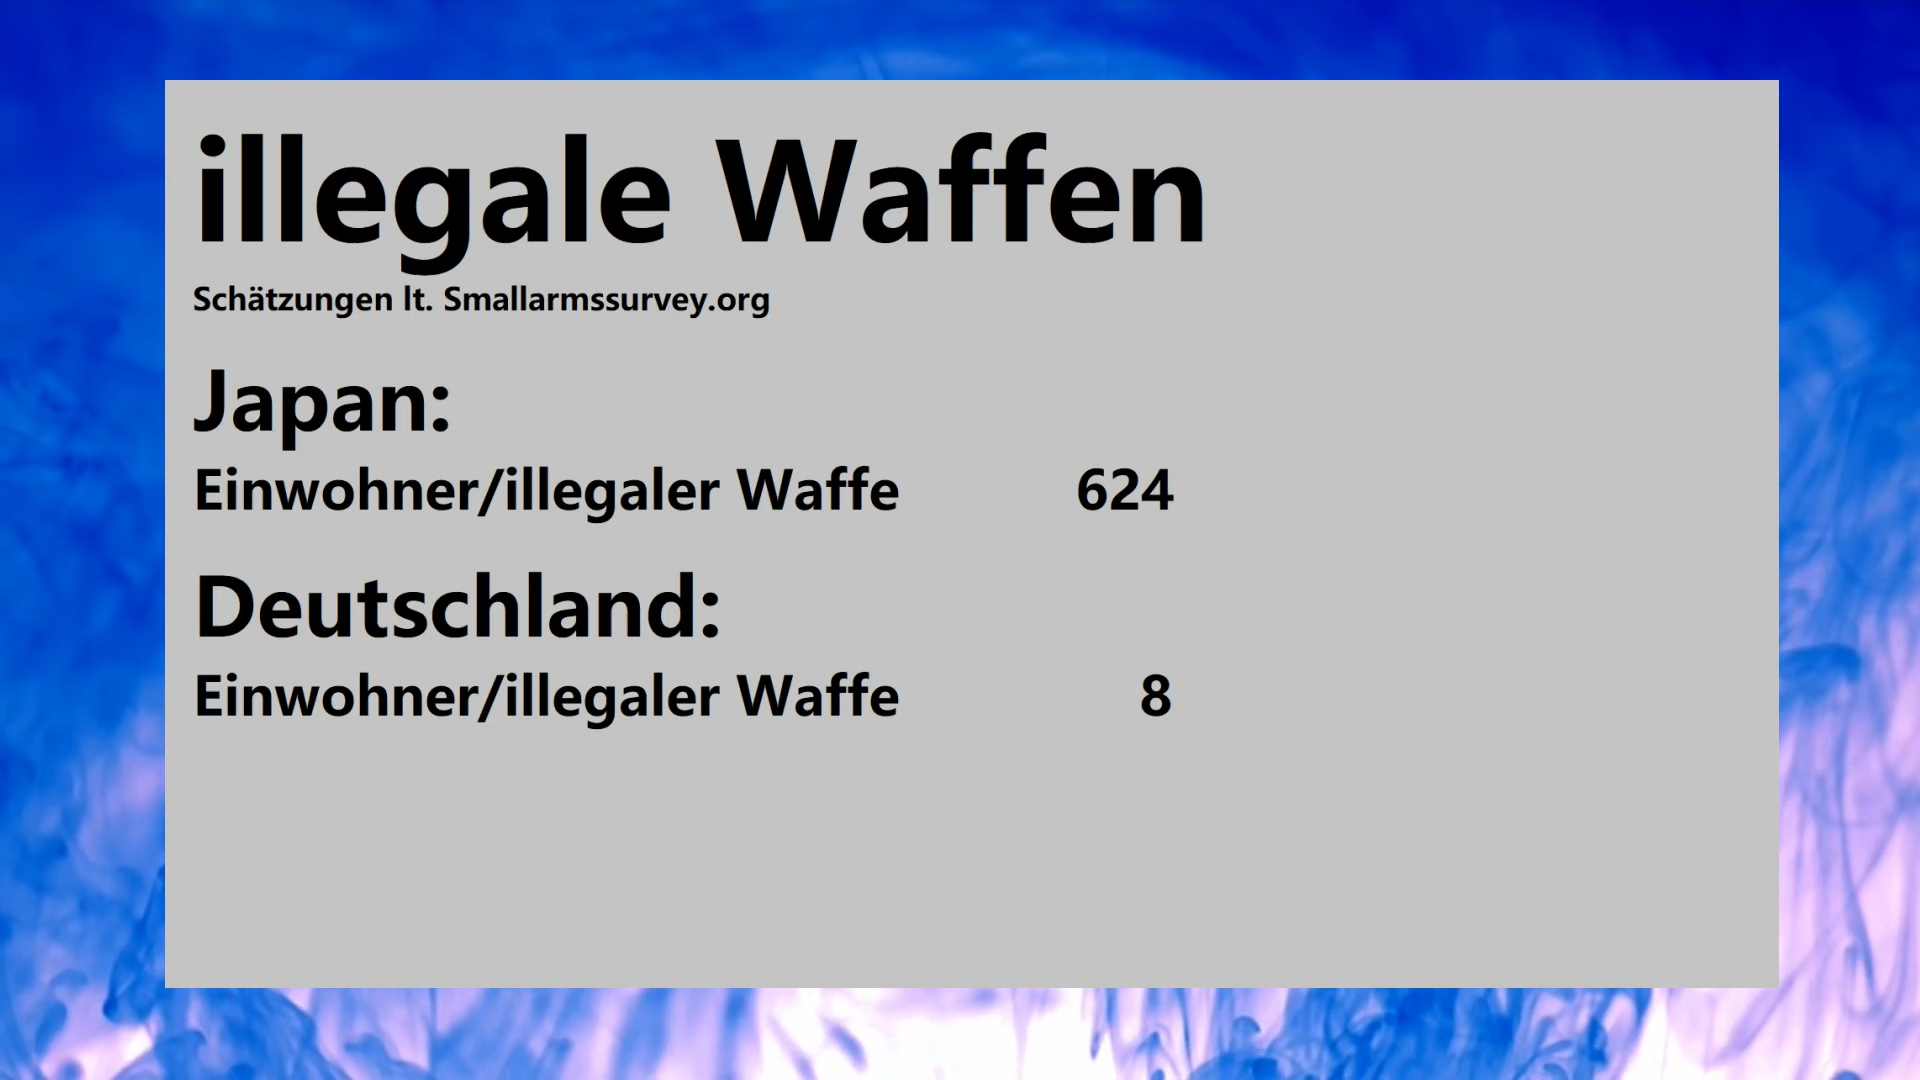 illegale Waffen
Schätzungen lt. Smallarmssurvey.org
Japan:
Einwohner/illegaler Waffe 624
Deutschland:
Einwohner/illegaler Waffe 8